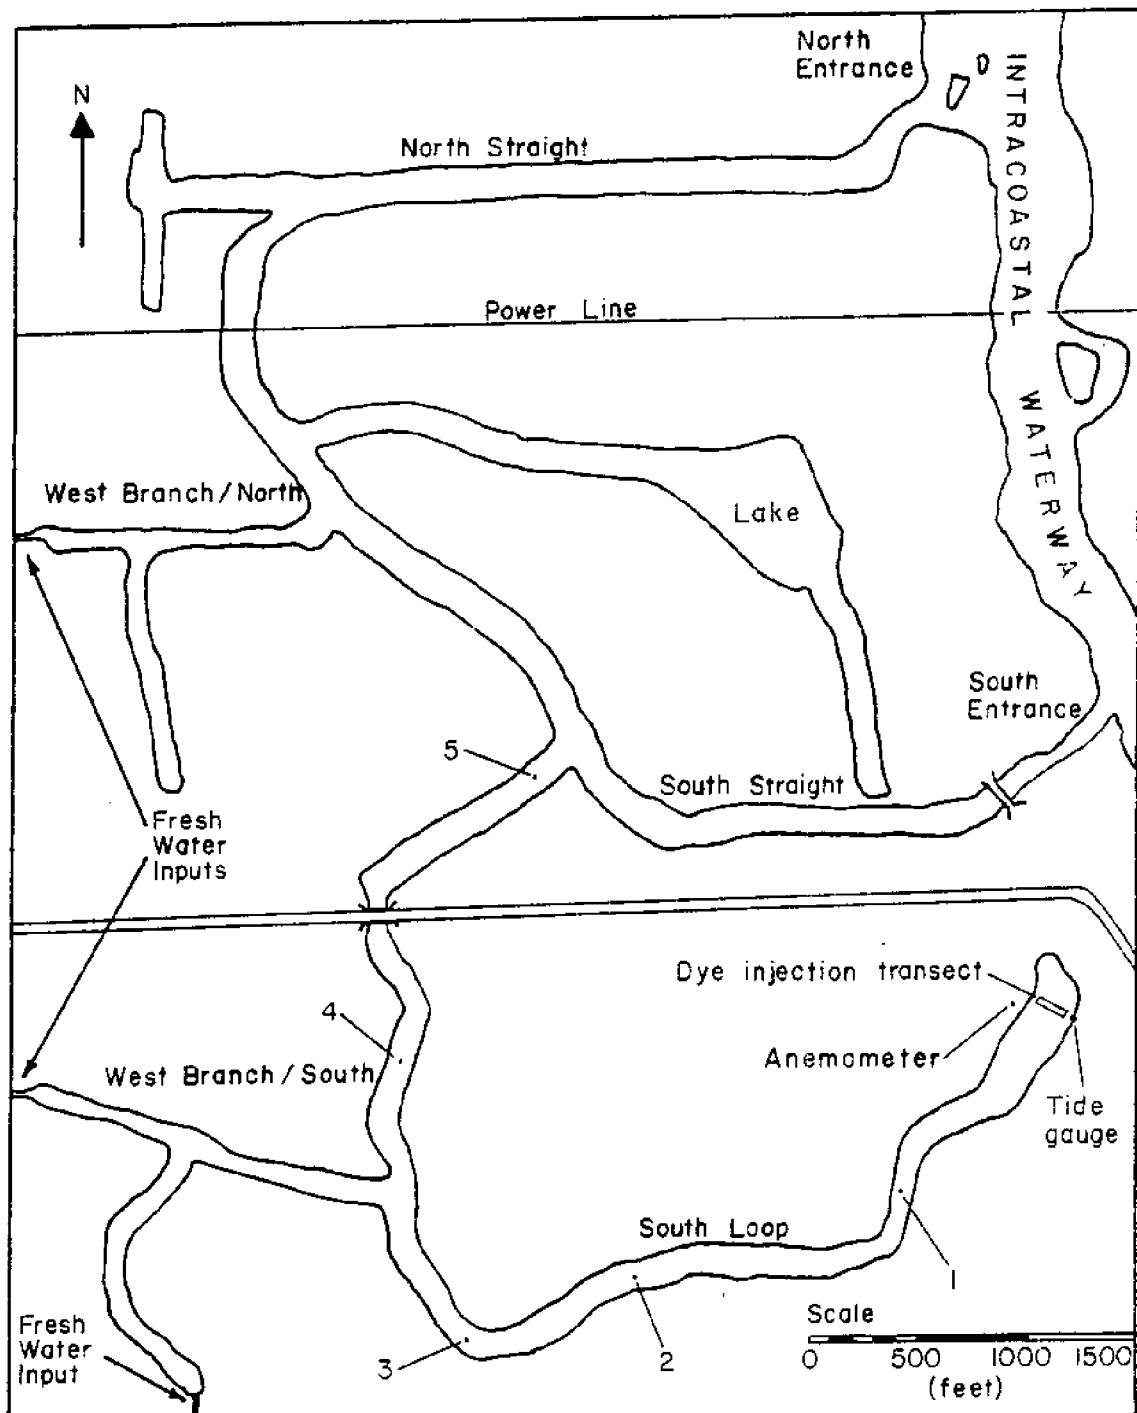 North
Entrance
N
North Straight
INTRACOASTAL
WATERWAY
Power Line
West Branch/North
Lake
South
Entrance
5
South Straight
Fresh
Water
Inputs
Dye injection transect
4
Anemometer
West Branch/South
Tide
gauge
South Loop
1
Scale
Fresh
Water
Input
3
2
0 500 1000 1500
(feet)